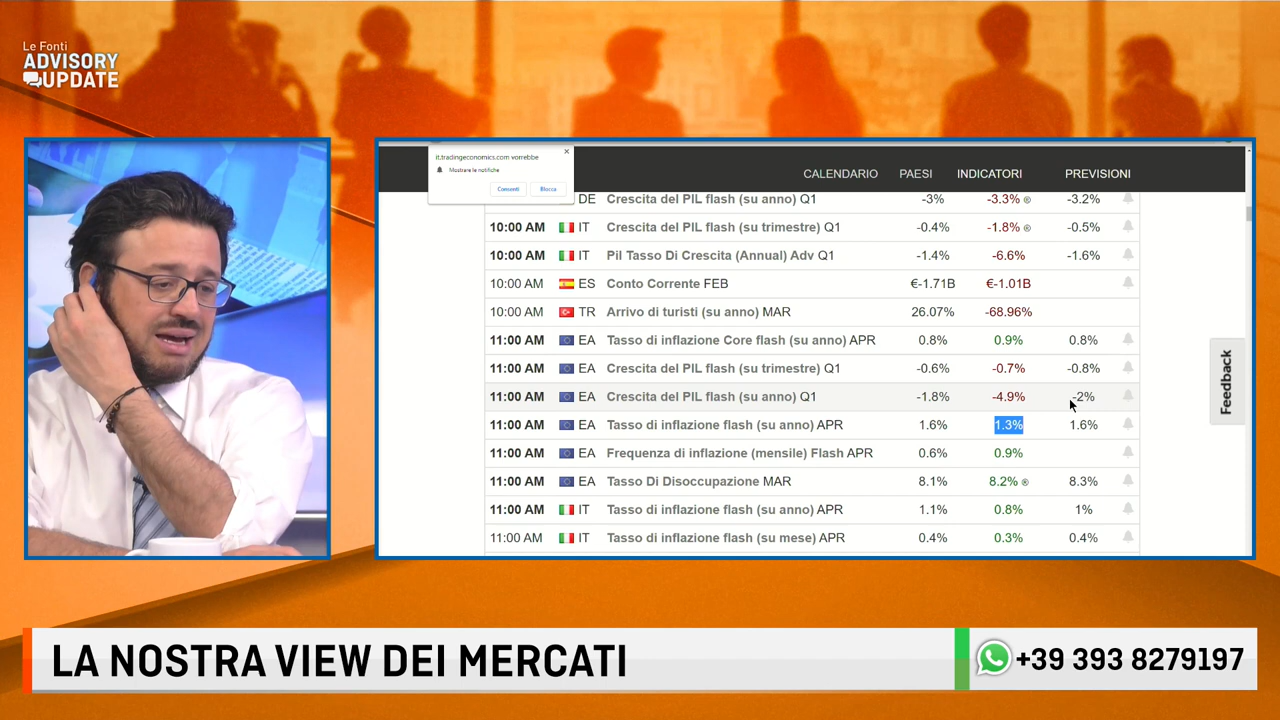 Le Fonti
ADVISORY
UPDATE
it.tradingeconomics.com vorrebbe
Mostrare le notifiche
Consenti Blocca
CALENDARIO PAESI INDICATORI PREVISIONI
DE Crescita del PIL flash (su anno) Q1 -3% -3.3% ® -3.2%
10:00 AM IT Crescita del PIL flash (su trimestre) Q1 -0.4% -1.8% ® -0.5%
10:00 AM IT Pil Tasso Di Crescita (Annual) Adv Q1 -1.4% -6.6% -1.6%
10:00 AM ES Conto Corrente FEB €-1.71B €-1.01B
10:00 AM TR Arrivo di turisti (su anno) MAR 26.07% -68.96%
11:00 AM EA Tasso di inflazione Core flash (su anno) APR 0.8% 0.9% 0.8%
11:00 AM EA Crescita del PIL flash (su trimestre) Q1 -0.6% -0.7% -0.8%
11:00 AM EA Crescita del PIL flash (su anno) Q1 -1.8% -4.9% -2%
11:00 AM EA Tasso di inflazione flash (su anno) APR 1.6% 1.3% 1.6%
11:00 AM EA Frequenza di inflazione (mensile) Flash APR 0.6% 0.9%
11:00 AM EA Tasso Di Disoccupazione MAR 8.1% 8.2% ® 8.3%
11:00 AM IT Tasso di inflazione flash (su anno) APR 1.1% 0.8% 1%
11:00 AM IT Tasso di inflazione flash (su mese) APR 0.4% 0.3% 0.4%
Feedback
LA NOSTRA VIEW DEI MERCATI
+39 393 8279197